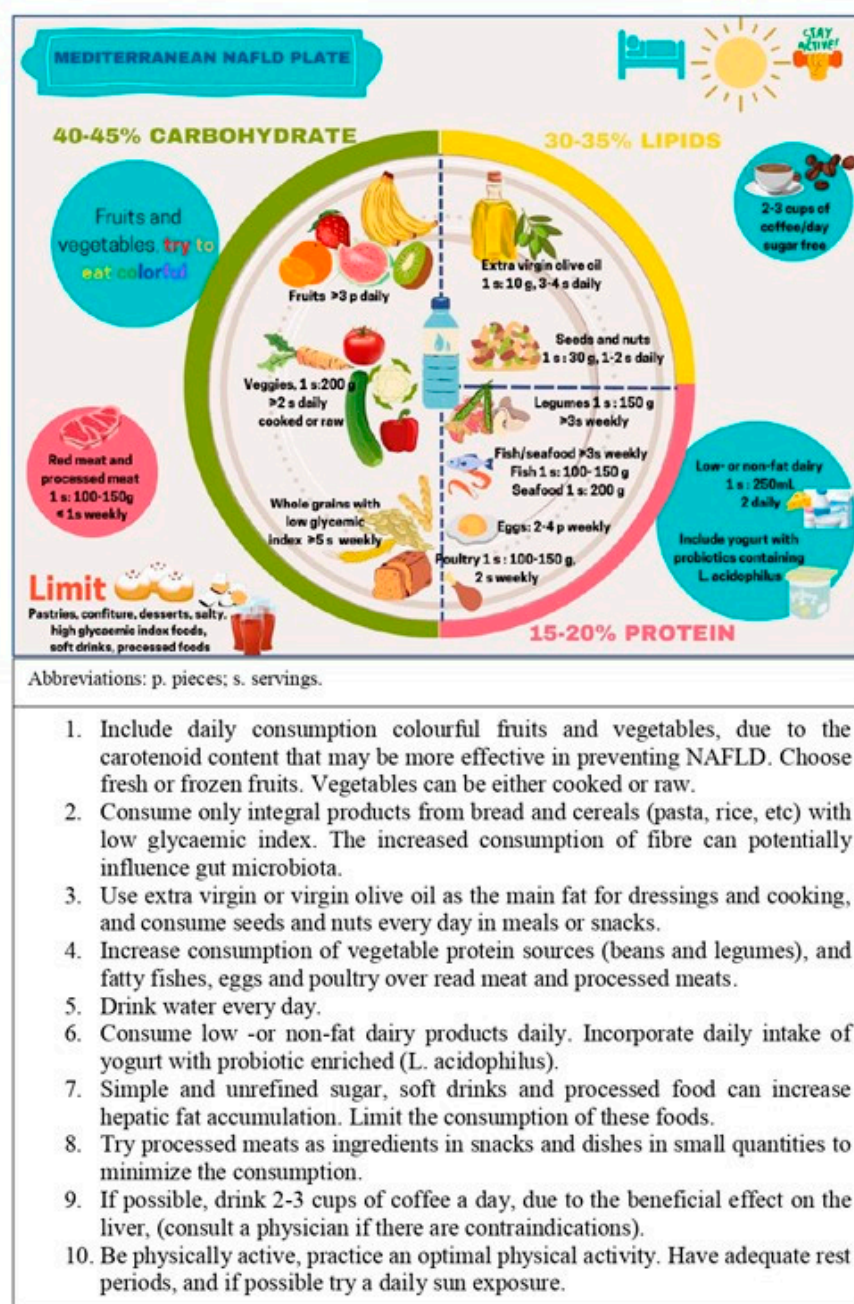 MEDITERRANEAN NAFLD PLATE
STAY
ACTIVE!
40-45% CARBOHYDRATE
30-35% LIPIDS
Fruits and
vegetables, try to
eat colorful
2-3 cups of
coffee/day
sugar free
Extra virgin olive oil
1 s: 10 g, 3-4 s daily
Fruits ≥3 p daily
Seeds and nuts
1 s : 30 g, 1-2 s daily
Veggies, 1 s:200 g
≥2 s daily
cooked or raw
Legumes 1 s : 150 g
≥3s weekly
Red meat and
processed meat
1 s: 100-150g
≤ 1s weekly
Fish/seafood ≥3s weekly
Fish 1 s: 100- 150 g
Seafood 1 s: 200 g
Low- or non-fat dairy
1 s : 250mL
2 daily
Include yogurt with
probiotics containing
L. acidophilus
Whole grains with
low glycemic
index ≥5 s weekly
Eggs: 2-4 p weekly
Poultry 1 s : 100-150 g,
2 s weekly
Limit
Pastries, confiture, desserts, salty,
high glycaemic index foods,
soft drinks, processed foods
15-20% PROTEIN
Abbreviations: p. pieces; s. servings.
1. Include daily consumption colourful fruits and vegetables, due to the
carotenoid content that may be more effective in preventing NAFLD. Choose
fresh or frozen fruits. Vegetables can be either cooked or raw.
2. Consume only integral products from bread and cereals (pasta, rice, etc) with
low glycaemic index. The increased consumption of fibre can potentially
influence gut microbiota.
3. Use extra virgin or virgin olive oil as the main fat for dressings and cooking,
and consume seeds and nuts every day in meals or snacks.
4. Increase consumption of vegetable protein sources (beans and legumes), and
fatty fishes, eggs and poultry over read meat and processed meats.
5. Drink water every day.
6. Consume low -or non-fat dairy products daily. Incorporate daily intake of
yogurt with probiotic enriched (L. acidophilus).
7. Simple and unrefined sugar, soft drinks and processed food can increase
hepatic fat accumulation. Limit the consumption of these foods.
8. Try processed meats as ingredients in snacks and dishes in small quantities to
minimize the consumption.
9. If possible, drink 2-3 cups of coffee a day, due to the beneficial effect on the
liver, (consult a physician if there are contraindications).
10. Be physically active, practice an optimal physical activity. Have adequate rest
periods, and if possible try a daily sun exposure.